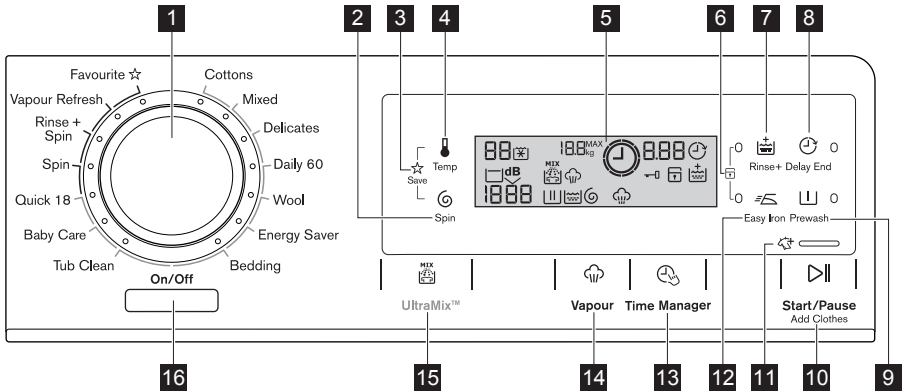 1
2
3
4
5
6
7
8
Favourite
Vapour Refresh
Rinse +
Spin
Spin
Quick 18
Baby Care
Tub Clean
Cottons
Mixed
Delicates
Daily 60
Wool
Energy Saver
Bedding
On/Off
Temp
Save
Spin
88
18.8 MAX
kg
8.88
dB
1888
MIX
Rinse+
Delay End
Easy Iron
Prewash
MIX
UltraMix™
Vapour
Time Manager
Start/Pause
Add Clothes
16
15
14
13
12
11
10
9